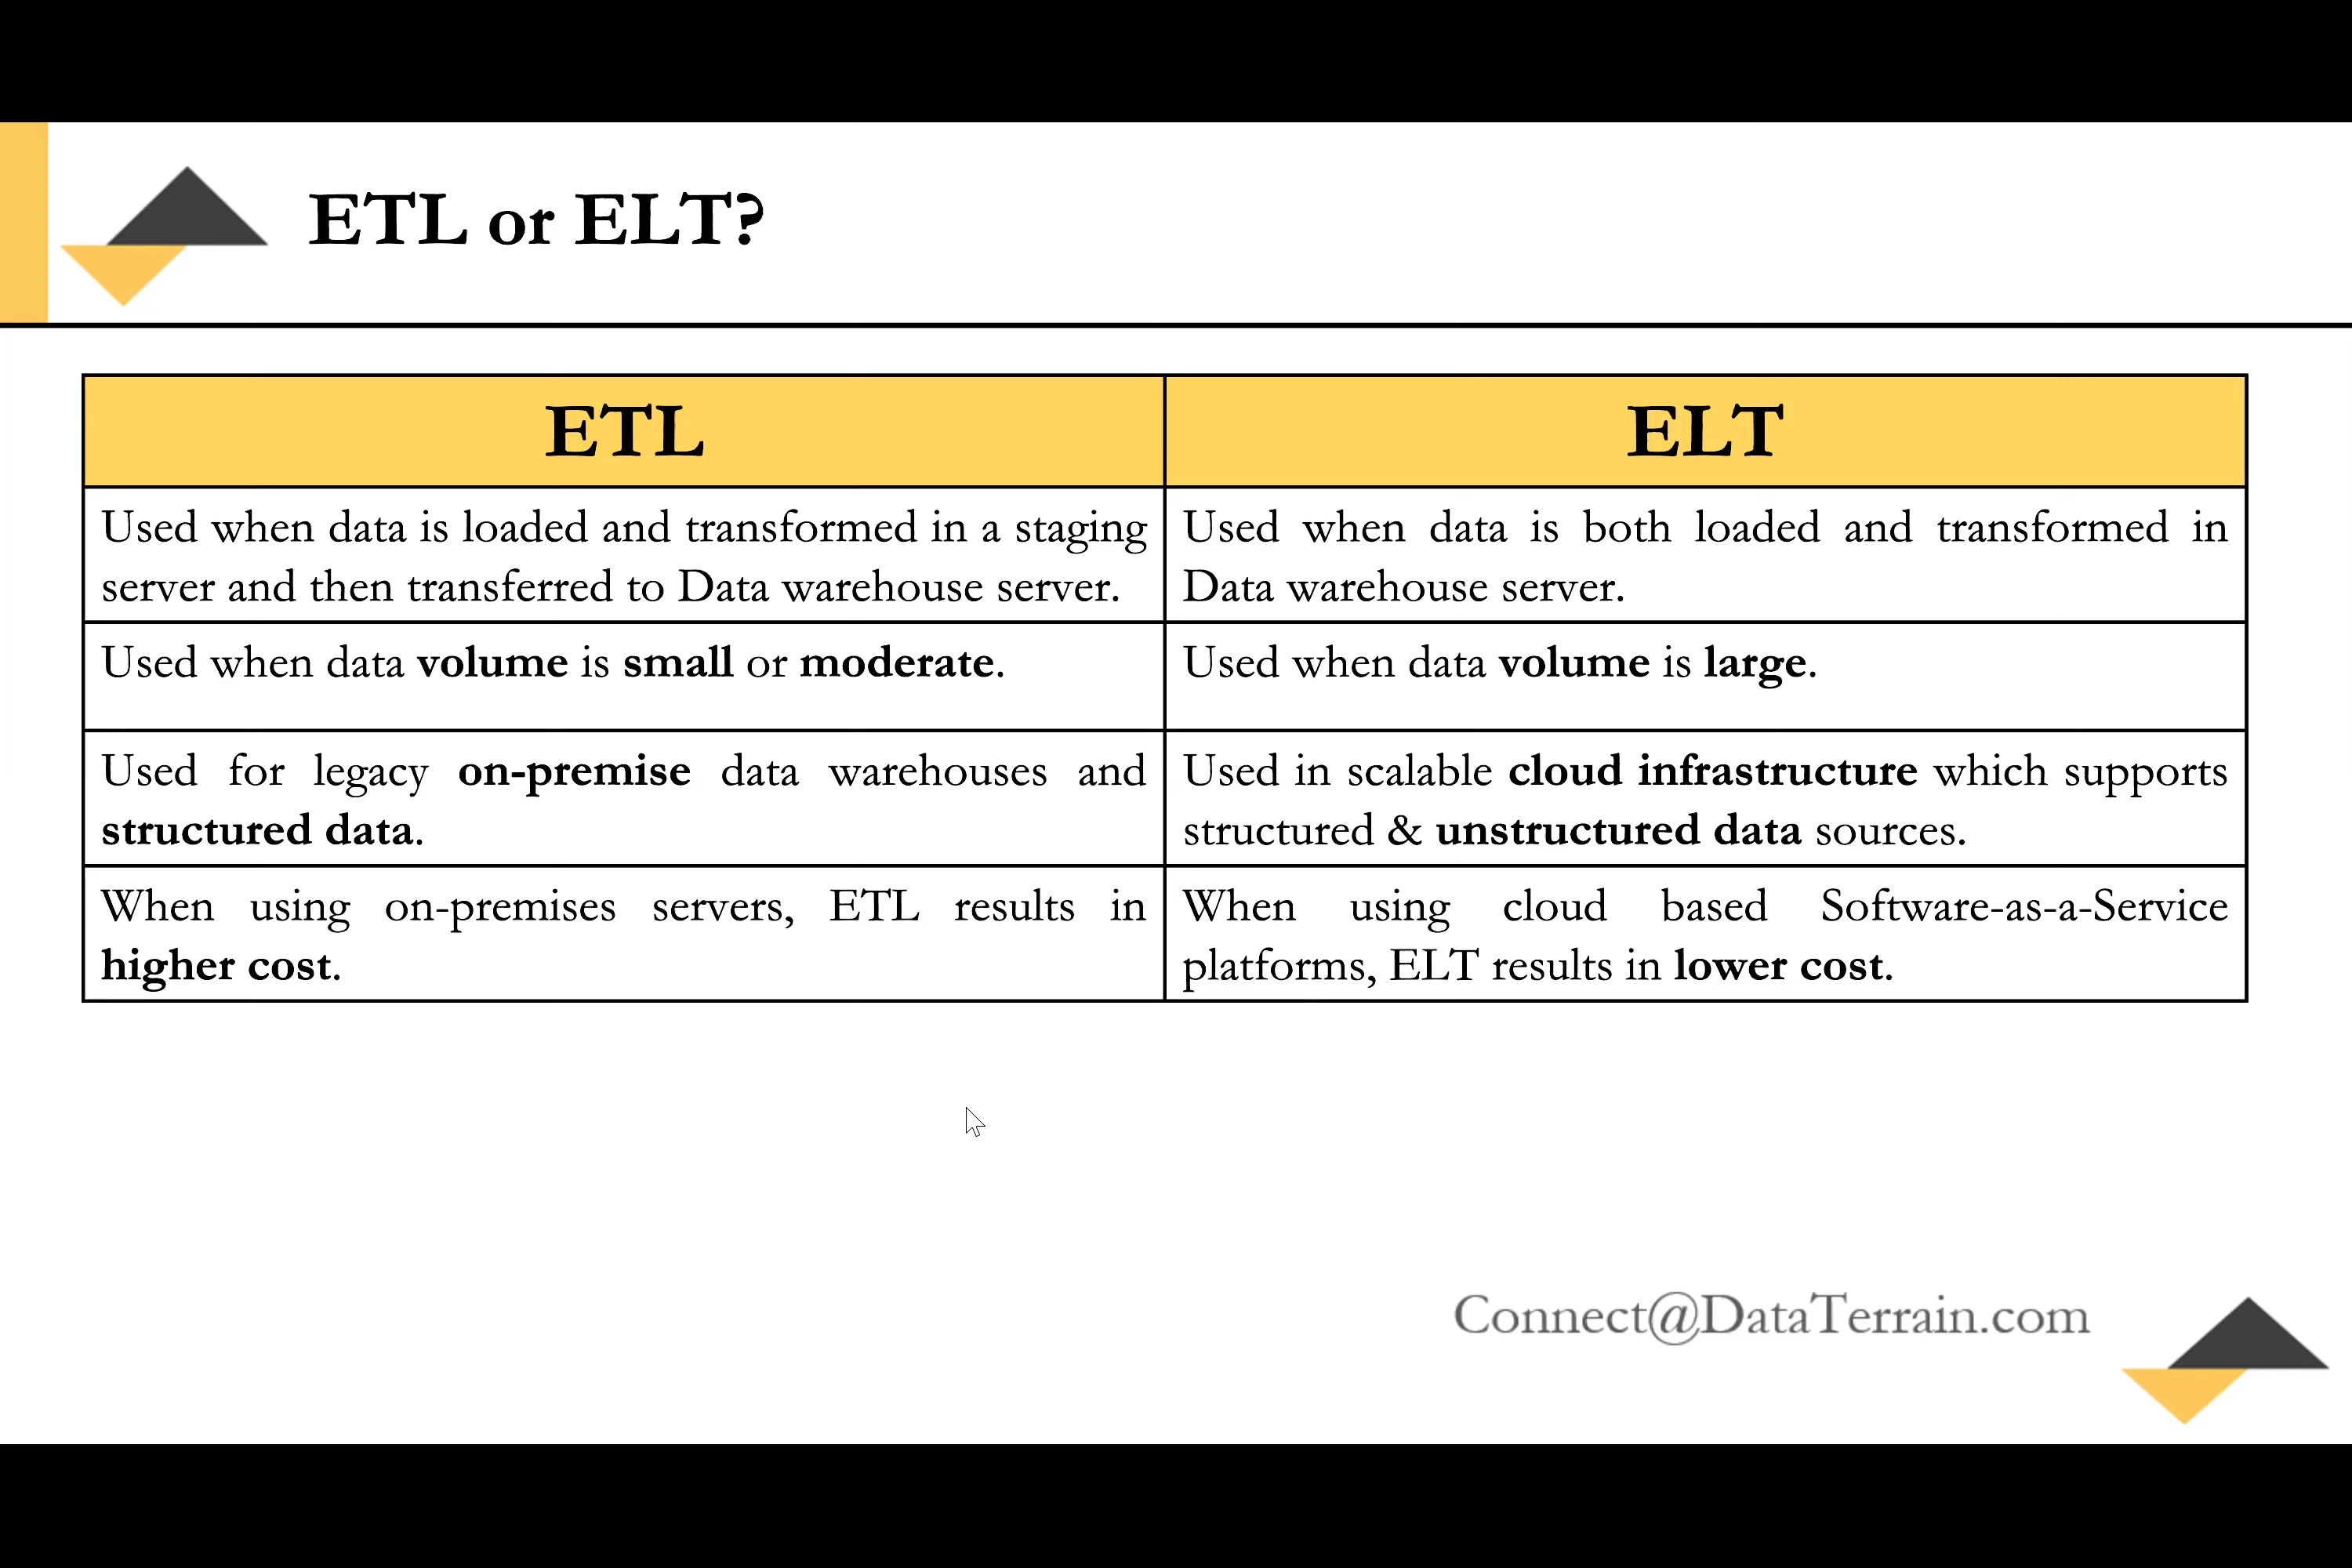 ETL or ELT?
ETL
ELT
Used when data is loaded and transformed in a staging
server and then transferred to Data warehouse server.
Used when data is both loaded and transformed in
Data warehouse server.
Used when data volume is small or moderate.
Used when data volume is large.
Used for legacy on-premise data warehouses and
structured data.
Used in scalable cloud infrastructure which supports
structured & unstructured data sources.
When using on-premises servers, ETL results in
higher cost.
When using cloud based Software-as-a-Service
platforms, ELT results in lower cost.
Connect@DataTerrain.com